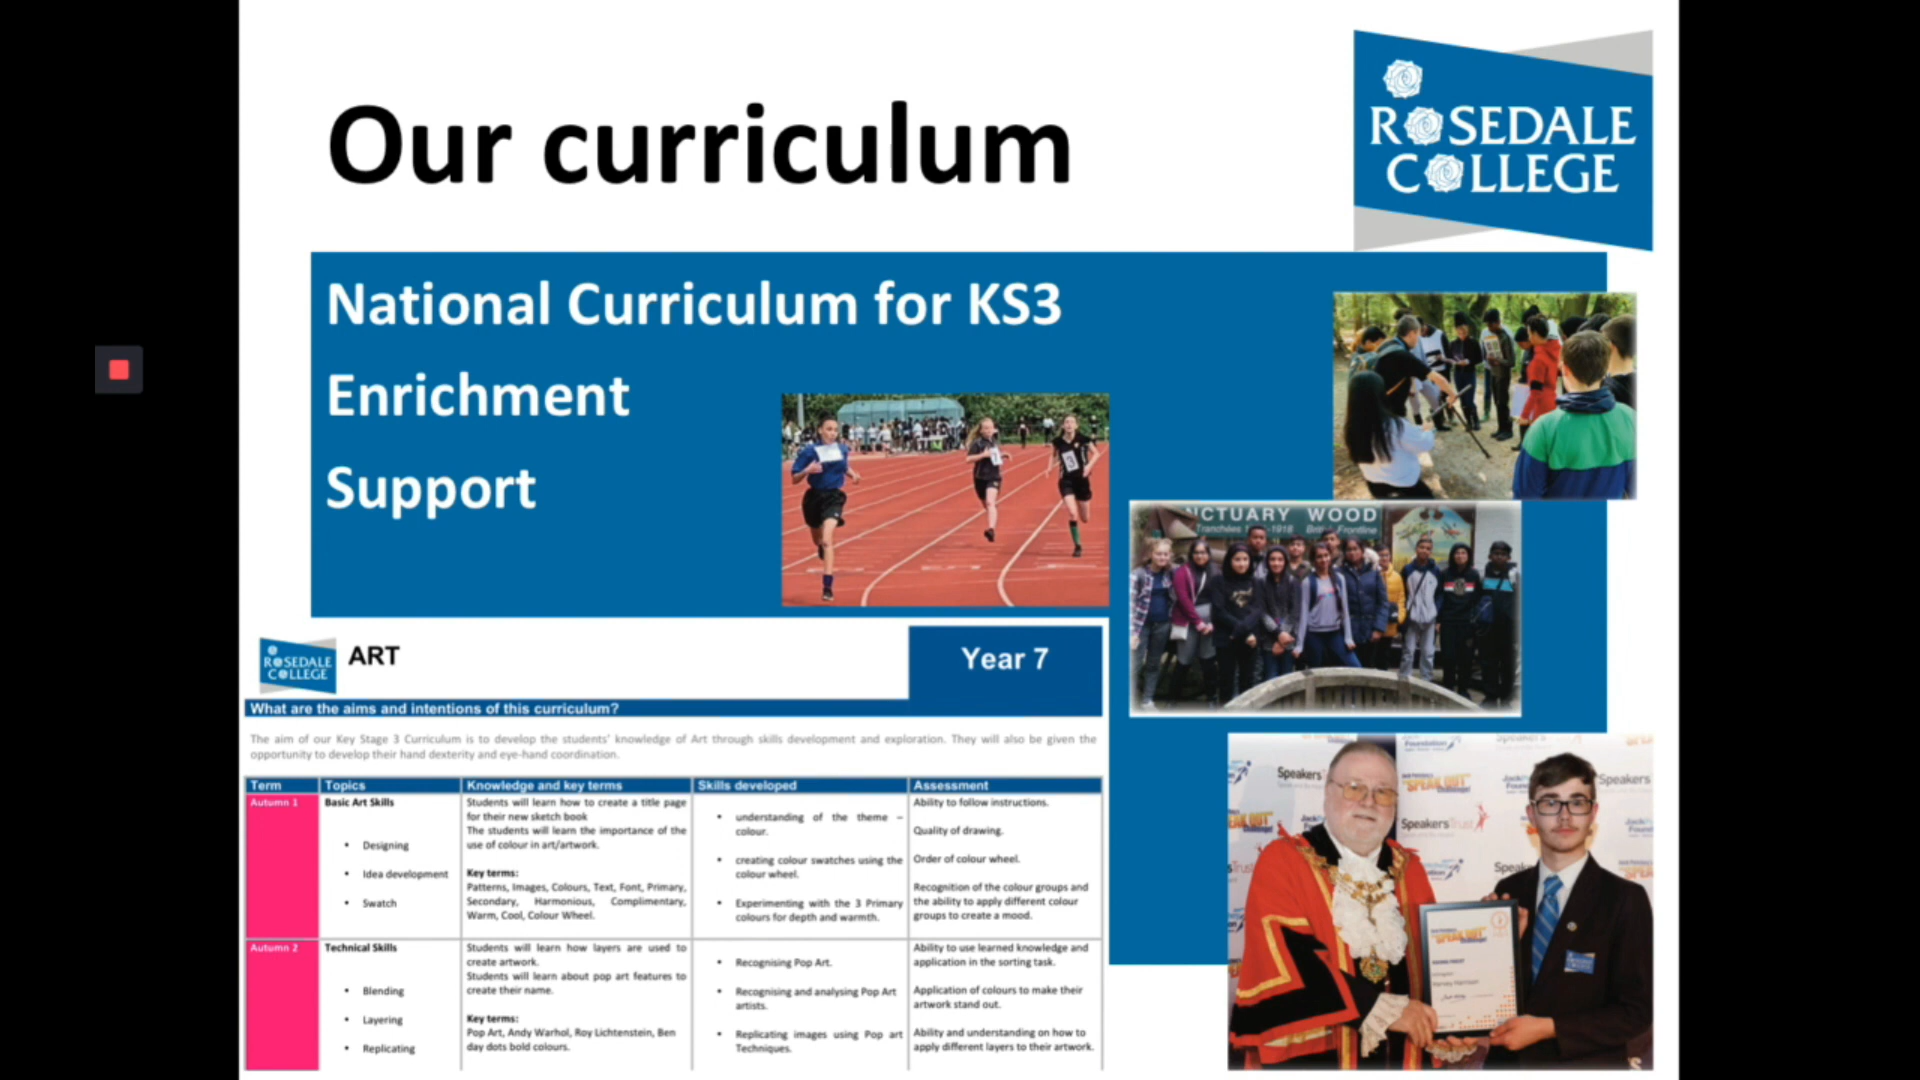 Our curriculum
ROSEDALE
COLLEGE
National Curriculum for KS3
Enrichment
Support
NCTUARY WOOD
Tranchées
-1918
Frontline
ROSEDALE
COLLEGE
ART
Year 7
What are the aims and intentions of this curriculum?
The aim of our Key Stage 3 Curriculum is to develop the students' knowledge of Art through skills development and exploration. They will also be given the
opportunity to develop their hand dexterity and eye-hand coordination.
Term Topics Knowledge and key terms Skills developed Assessment
Autumn 1
Basic Art Skills
• Designing
• Idea development
• Swatch
Students will learn how to create a title page
for their new sketch book
The students will learn the importance of the
use of colour in art/artwork.
Key terms:
Patterns, Images, Colours, Text, Font, Primary,
Secondary, Harmonious, Complimentary,
Warm, Cool, Colour Wheel.
• understanding of the theme –
colour.
• creating colour swatches using the
colour wheel.
• Experimenting with the 3 Primary
colours for depth and warmth.
Ability to follow instructions.
Quality of drawing.
Order of colour wheel.
Recognition of the colour groups and
the ability to apply different colour
groups to create a mood.
Autumn 2
Technical Skills
• Blending
• Layering
• Replicating
Students will learn how layers are used to
create artwork.
Students will learn about pop art features to
create their name.
Key terms:
Pop Art, Andy Warhol, Roy Lichtenstein, Ben
day dots bold colours.
• Recognising Pop Art.
• Recognising and analysing Pop Art
artists.
• Replicating images using Pop art
Techniques.
Ability to use learned knowledge and
application in the sorting task.
Application of colours to make their
artwork stand out.
Ability and understanding on how to
apply different layers to their artwork.
Foundation
Speakers
"SPEAK OUT"
Challenge!
Speakers
SpeakersTrust
"SPEAK OUT"
Challenge!